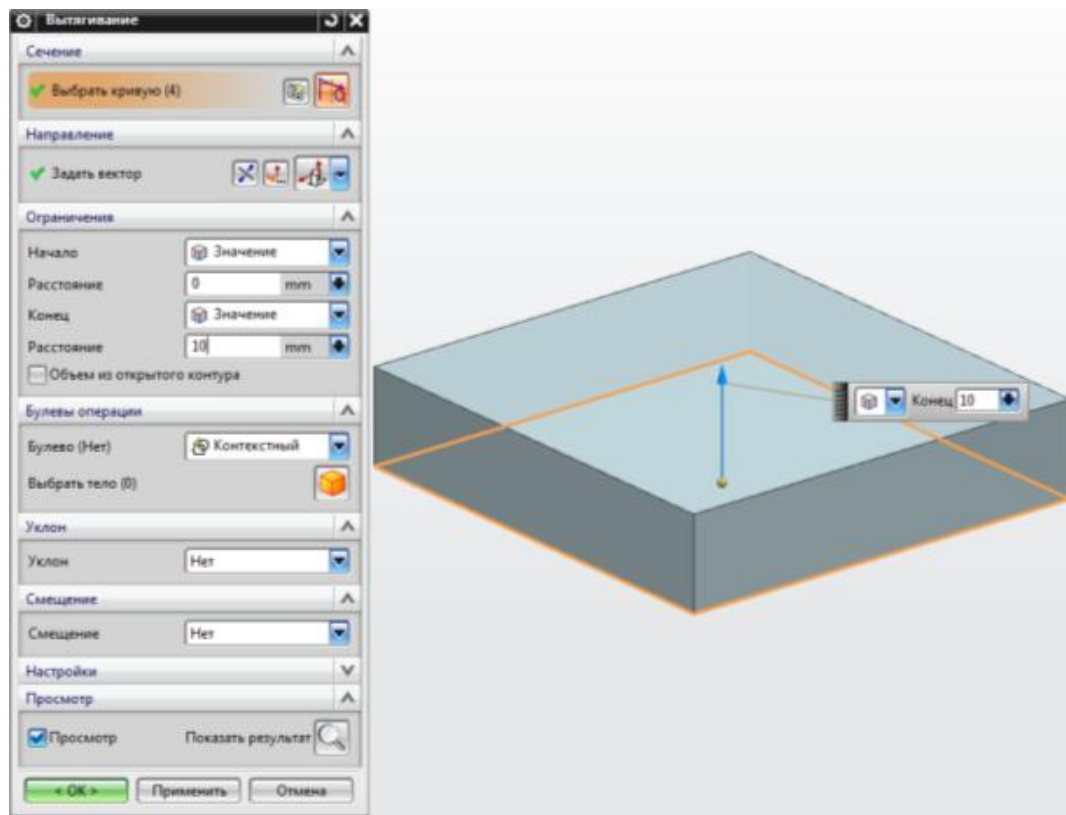 Вытягивание
Сечение
Выбрать кривую (4)
Направление
Задать вектор
Ограничения
Начало Значение
Расстояние 0 mm
Конец Значение
Расстояние 10 mm
Объем из открытого контура
Булевы операции
Булево (Нет) Контекстный
Выбрать тело (0)
Уклон
Уклон Нет
Смещение
Смещение Нет
Настройки
Просмотр
Просмотр Показать результат
< OK > Применить Отмена
Конец 10